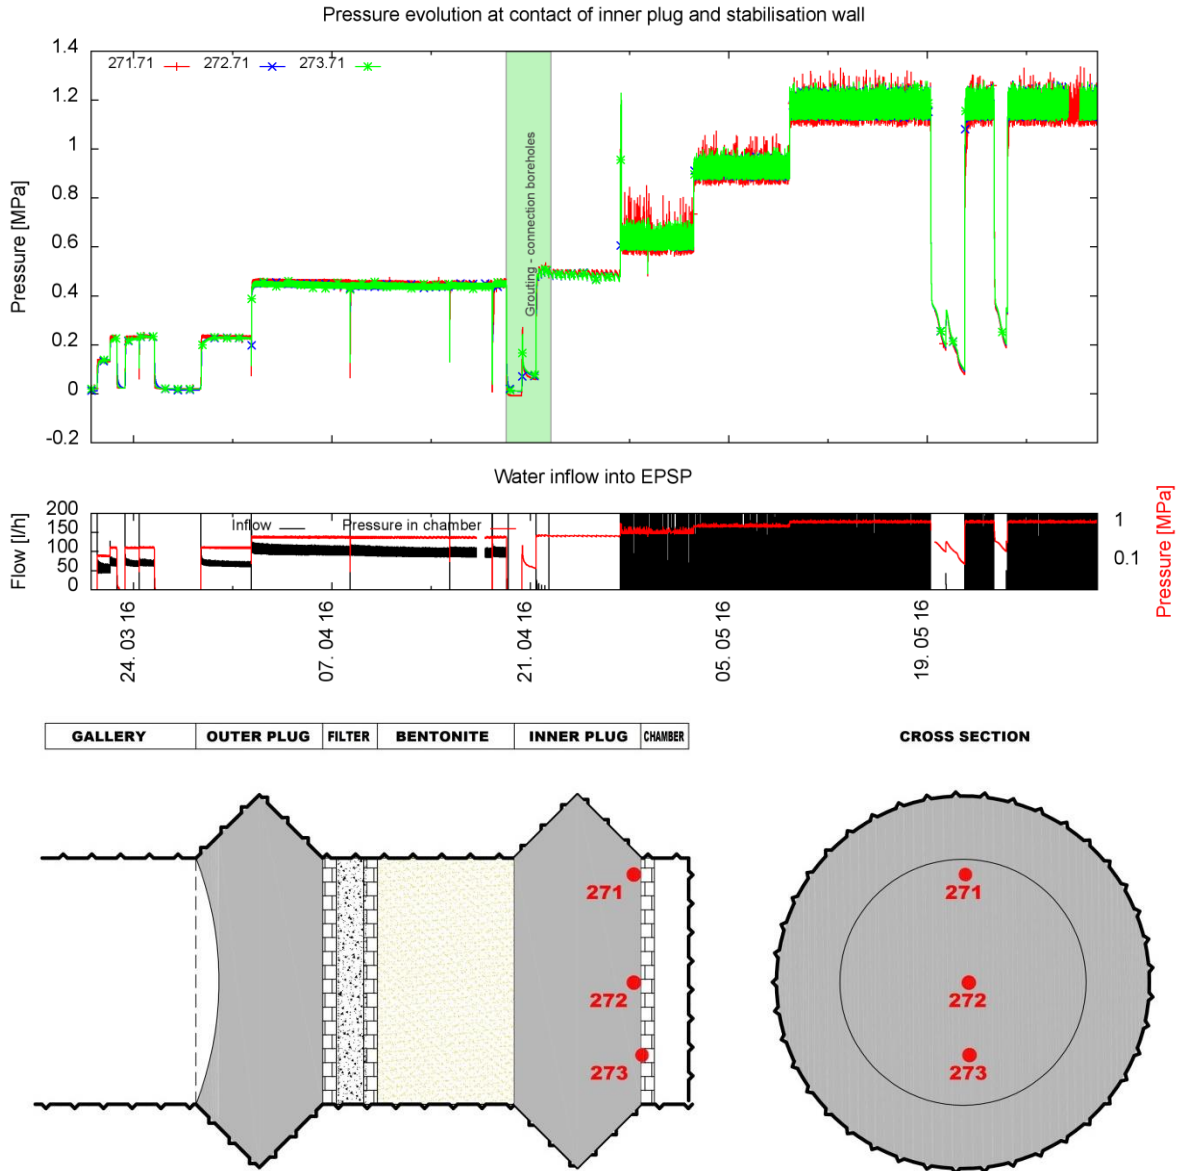 Pressure evolution at contact of inner plug and stabilisation wall
1.4
1.2
1
0.8
0.6
0.4
0.2
0
-0.2
Pressure [MPa]
271.71 272.71 273.71
Grouting - connection boreholes
Water inflow into EPSP
200
150
100
50
0
Flow [l/h]
Inflow Pressure in chamber
1
0.1
Pressure [MPa]
24. 03 16
07. 04 16
21. 04 16
05. 05 16
19. 05 16
GALLERY OUTER PLUG FILTER BENTONITE INNER PLUG CHAMBER
CROSS SECTION
271
272
273
271
272
273